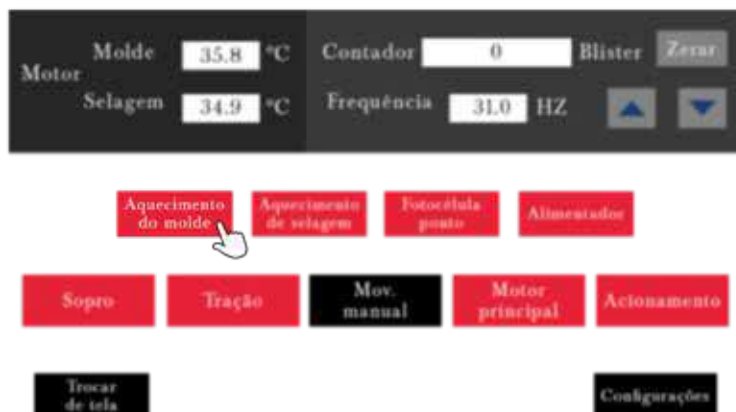 Motor
Molde 35.8 °C
Selagem 34.9 °C
Contador 0 Blister Zerar
Frequência 31.0 HZ
Aquecimento
do molde
Aquecimento
de selagem
Fotocélula
ponto
Alimentador
Sopro
Tração
Mov.
manual
Motor
principal
Acionamento
Trocar
de tela
Configurações